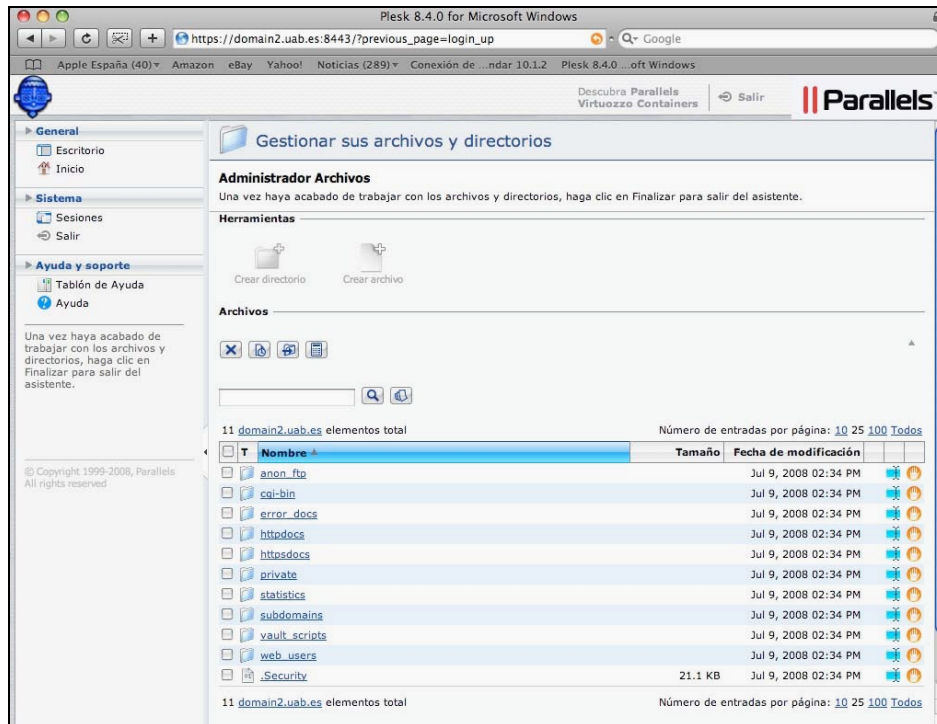 Plesk 8.4.0 for Microsoft Windows
https://domain2.uab.es:8443/?previous_page=login_up
Google
Apple España (40) Amazon eBay Yahoo! Noticias (289) Conexión de ...ndar 10.1.2 Plesk 8.4.0 ...oft Windows
Descubra Parallels
Virtuozzo Containers
Salir
Parallels
General
Escritorio
Inicio
Sistema
Sesiones
Salir
Ayuda y soporte
Tablón de Ayuda
Ayuda
Una vez haya acabado de
trabajar con los archivos y
directorios, haga clic en
Finalizar para salir del
asistente.
© Copyright 1999-2008, Parallels
All rights reserved
Gestionar sus archivos y directorios
Administrador Archivos
Una vez haya acabado de trabajar con los archivos y directorios, haga clic en Finalizar para salir del asistente.
Herramientas
Crear directorio Crear archivo
Archivos
11 domain2.uab.es elementos total Número de entradas por página: 10 25 100 Todos
T Nombre Tamaño Fecha de modificación
anon_ftp Jul 9, 2008 02:34 PM
cgi-bin Jul 9, 2008 02:34 PM
error_docs Jul 9, 2008 02:34 PM
httpdocs Jul 9, 2008 02:34 PM
httpsdocs Jul 9, 2008 02:34 PM
private Jul 9, 2008 02:34 PM
statistics Jul 9, 2008 02:34 PM
subdomains Jul 9, 2008 02:34 PM
vault_scripts Jul 9, 2008 02:34 PM
web_users Jul 9, 2008 02:34 PM
.Security 21.1 KB Jul 9, 2008 02:34 PM
11 domain2.uab.es elementos total Número de entradas por página: 10 25 100 Todos